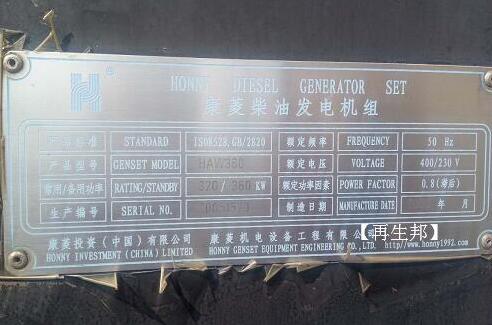 HONNY DIESEL GENERATOR SET
康菱柴油发电机组
产品标准 STANDARD ISO8528,GB/2820 额定频率 FREQUENCY 50 Hz
产品型号 GENSET MODEL HAW360 额定电压 VOLTAGE 400/230 V
常用/备用功率 RATING/STANDBY 320 / 360 KW 额定功率因素 POWER FACTOR 0.8(滞后)
生产编号 SERIAL NO. 制造日期 MANUFACTURE DATE 年 月
【再生邦】
康菱投资(中国)有限公司 康菱机电设备工程有限公司
HONNY INVESTMENT (CHINA) LIMITED HONNY GENSET EQUIPMENT ENGINEERING CO., LTD. http://www.honny1992.com